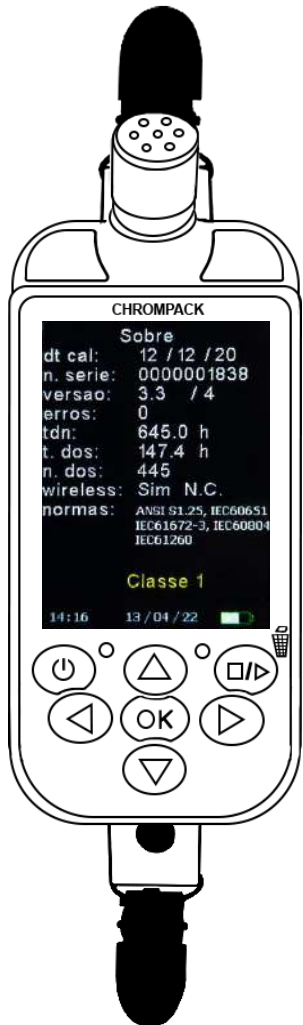 CHROMPACK
Sobre
dt cal: 12 / 12 / 20
n. serie: 0000001838
versao: 3.3 / 4
erros: 0
tdn: 645.0 h
t. dos: 147.4 h
n. dos: 445
wireless: Sim N.C.
normas: ANSI S1.25, IEC60651
IEC61672-3, IEC60804
IEC61260
Classe 1
14:16 13/04/22
OK